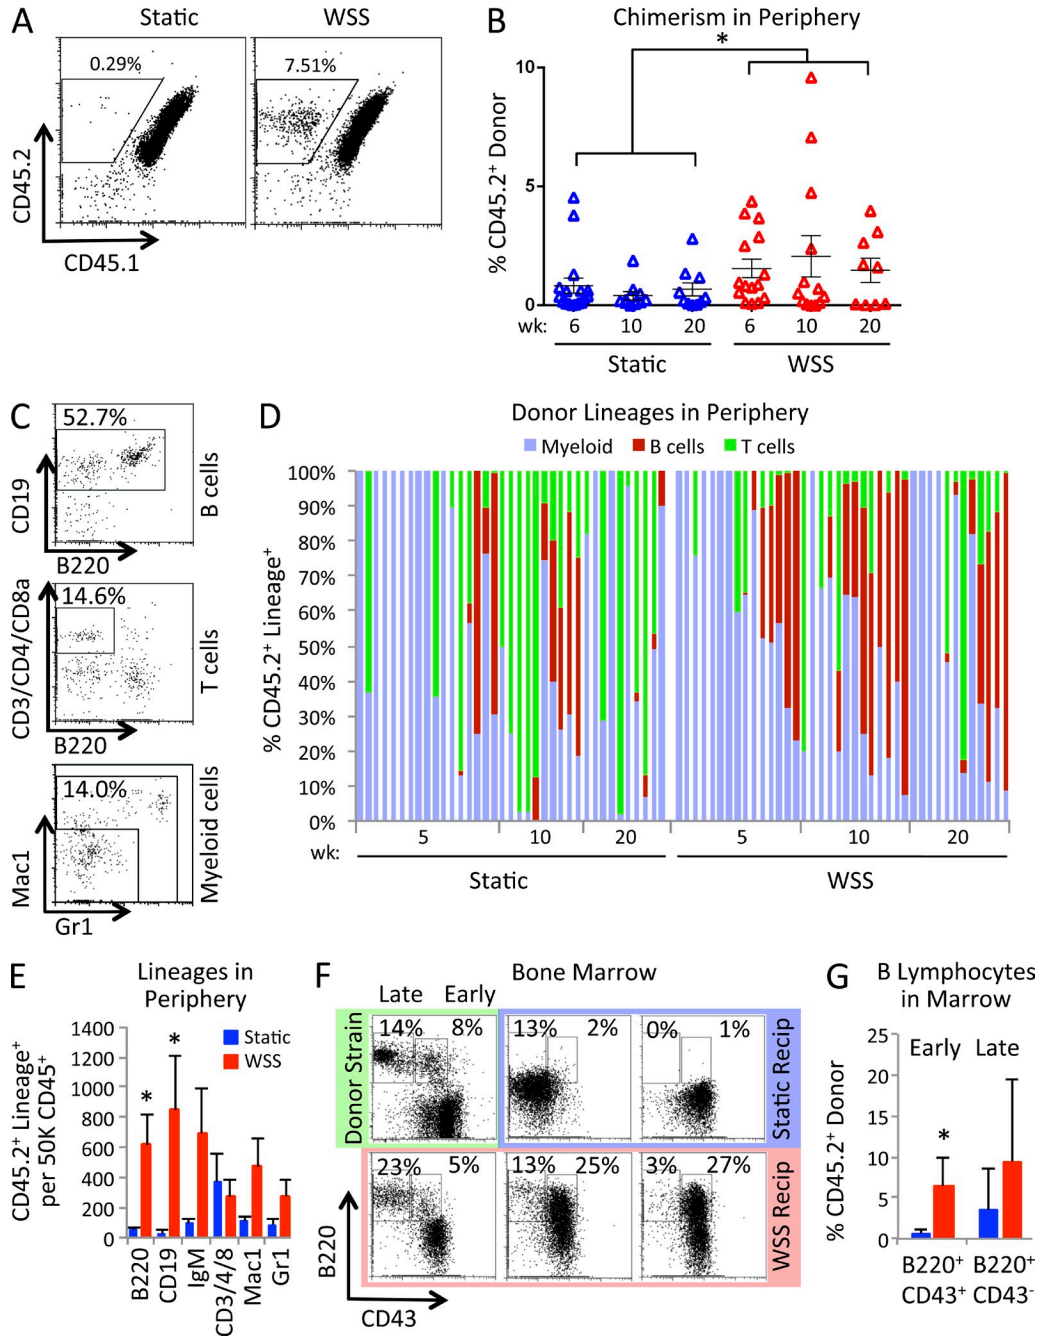 A
Static
WSS
0.29%
7.51%
CD45.2
CD45.1
B
Chimerism in Periphery
*
10
5
0
% CD45.2+ Donor
wk: 6 10 20 6 10 20
Static
WSS
C
52.7%
CD19
B220
B cells
14.6%
CD3/CD4/CD8a
B220
T cells
14.0%
Mac1
Gr1
Myeloid cells
D
Donor Lineages in Periphery
Myeloid B cells T cells
100%
90%
80%
70%
60%
50%
40%
30%
20%
10%
0%
% CD45.2+ Lineage+
wk: 5 10 20 5 10 20
Static
WSS
E
Lineages in
Periphery
Static
WSS
1400
1200
1000
800
600
400
200
0
CD45.2+ Lineage+
per 50K CD45+
* *
B220
CD19
IgM
CD3/4/8
Mac1
Gr1
F
Bone Marrow
Late Early
Donor Strain
14% 8%
13% 2%
0% 1%
Static Recip
23% 5%
13% 25%
3% 27%
WSS Recip
B220
CD43
G
B Lymphocytes
in Marrow
25
20
15
10
5
0
% CD45.2+ Donor
Early Late
*
B220+ B220+
CD43+ CD43-